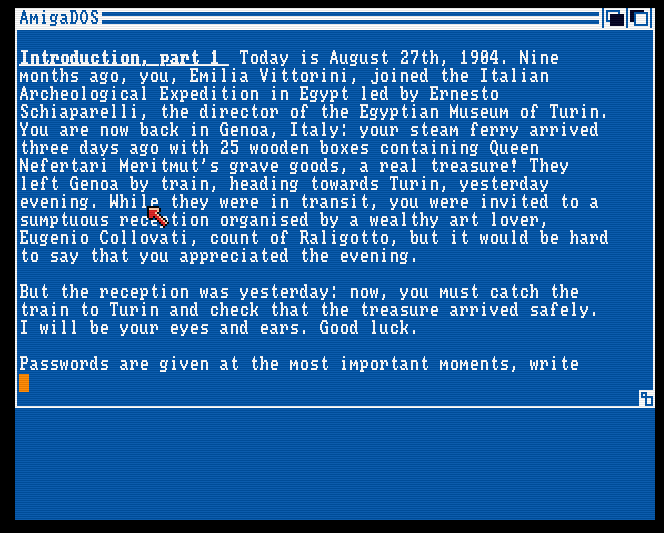 AmigaDOS
Introduction, part 1 Today is August 27th, 1904. Nine
months ago, you, Emilia Vittorini, joined the Italian
Archeological Expedition in Egypt led by Ernesto
Schiaparelli, the director of the Egyptian Museum of Turin.
You are now back in Genoa, Italy: your steam ferry arrived
three days ago with 25 wooden boxes containing Queen
Nefertari Meritmut's grave goods, a real treasure! They
left Genoa by train, heading towards Turin, yesterday
evening. While they were in transit, you were invited to a
sumptuous reception organised by a wealthy art lover,
Eugenio Collovati, count of Raligotto, but it would be hard
to say that you appreciated the evening.
But the reception was yesterday: now, you must catch the
train to Turin and check that the treasure arrived safely.
I will be your eyes and ears. Good luck.
Passwords are given at the most important moments, write